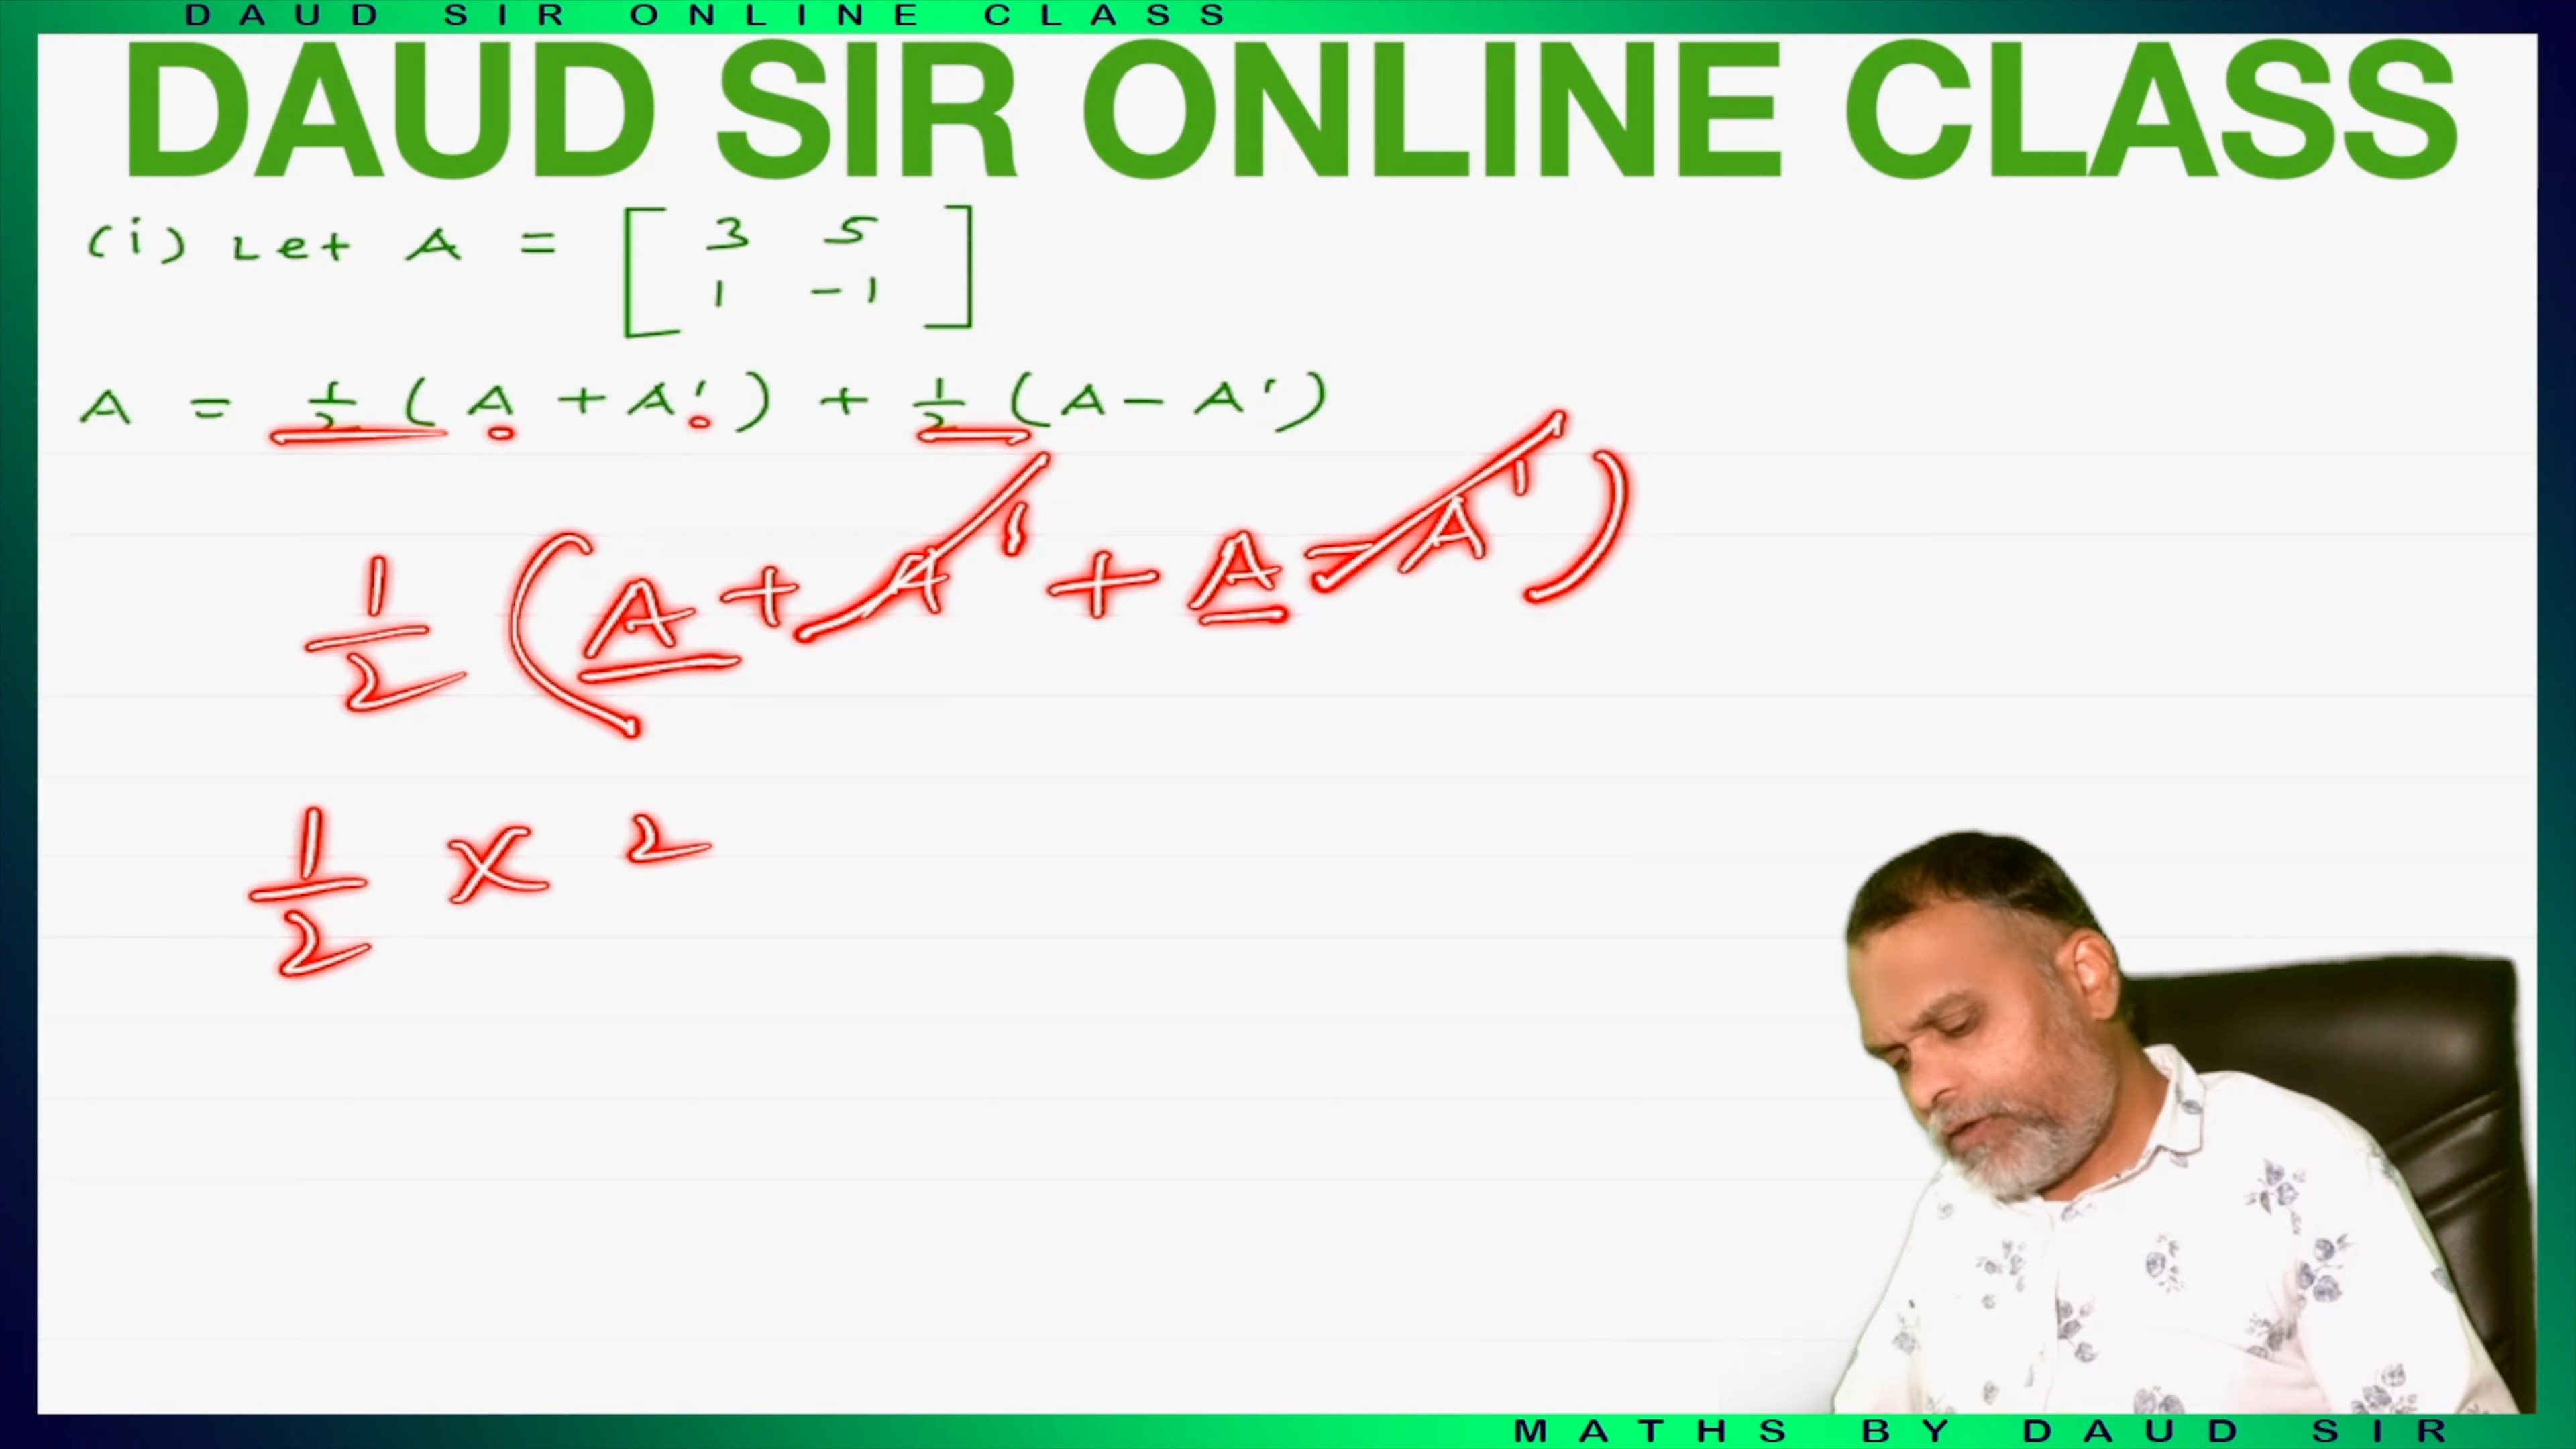 DAUD SIR ONLINE CLASS
DAUD SIR ONLINE CLASS
(i) Let A = [ 3 5
1 -1 ]
A = 1/2 ( A + A' ) + 1/2 ( A - A' )
1/2 ( A + A' + A - A' )
1/2 x 2
MATHS BY DAUD SIR